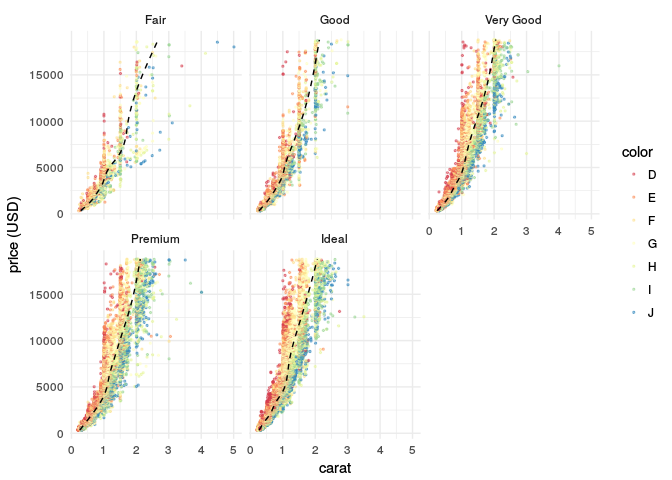 Fair Good Very Good
15000
10000
5000
0
0 1 2 3 4 5
Premium Ideal
15000
10000
5000
0
0 1 2 3 4 5 0 1 2 3 4 5
carat
price (USD)
color
D
E
F
G
H
I
J